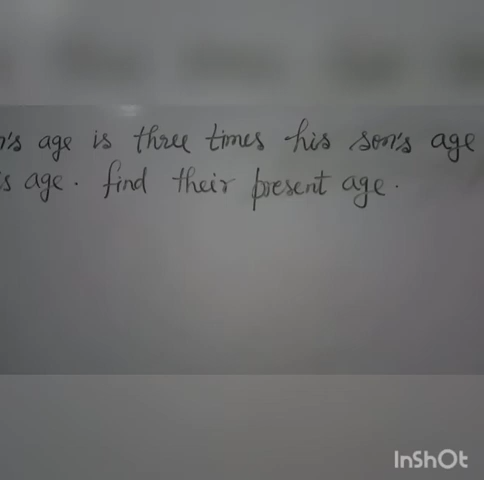 's age is three times his son's age
s age. find their present age.
InShOt